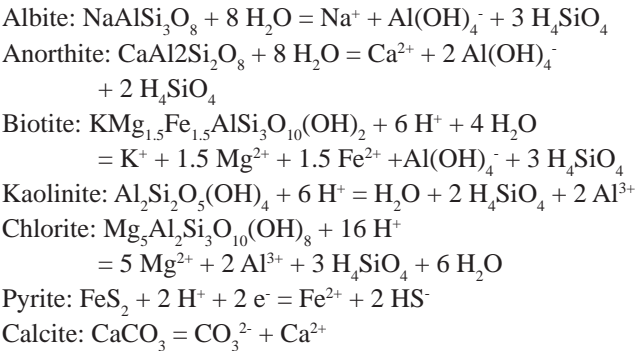 Albite: NaAlSi₃O₈ + 8 H₂O = Na⁺ + Al(OH)₄⁻ + 3 H₄SiO₄
Anorthite: CaAl2Si₂O₈ + 8 H₂O = Ca²⁺ + 2 Al(OH)₄⁻
+ 2 H₄SiO₄
Biotite: KMg₁.₅Fe₁.₅AlSi₃O₁₀(OH)₂ + 6 H⁺ + 4 H₂O
= K⁺ + 1.5 Mg²⁺ + 1.5 Fe²⁺ +Al(OH)₄⁻ + 3 H₄SiO₄
Kaolinite: Al₂Si₂O₅(OH)₄ + 6 H⁺ = H₂O + 2 H₄SiO₄ + 2 Al³⁺
Chlorite: Mg₅Al₂Si₃O₁₀(OH)₈ + 16 H⁺
= 5 Mg²⁺ + 2 Al³⁺ + 3 H₄SiO₄ + 6 H₂O
Pyrite: FeS₂ + 2 H⁺ + 2 e⁻ = Fe²⁺ + 2 HS⁻
Calcite: CaCO₃ = CO₃²⁻ + Ca²⁺